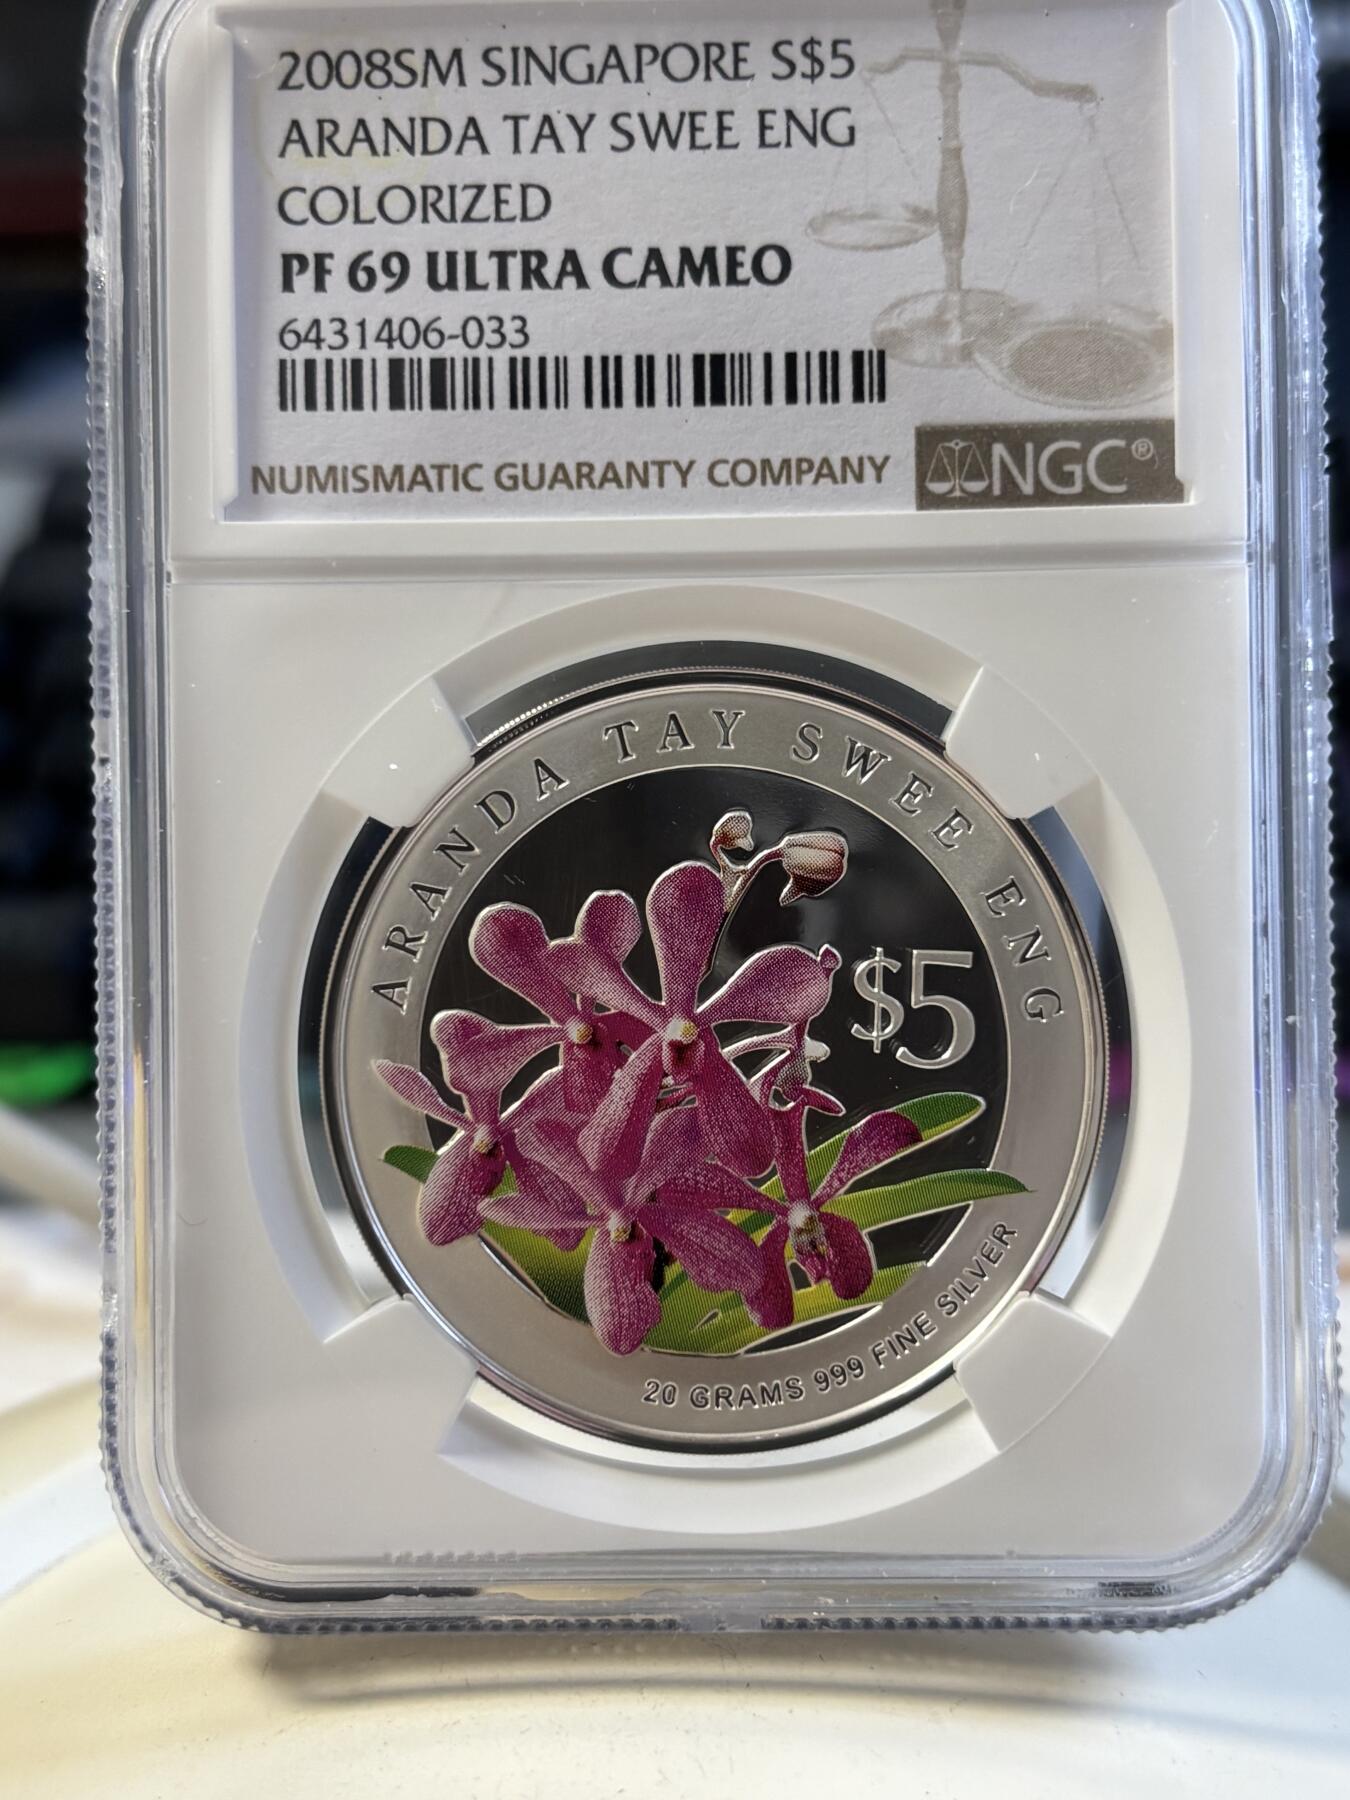 2008SM SINGAPORE S$5
ARANDA TAY SWEE ENG
COLORIZED
PF 69 ULTRA CAMEO
6431406-033
NUMISMATIC GUARANTY COMPANY
NGC®
ARANDA TAY SWEE ENG
$5
20 GRAMS 999 FINE SILVER